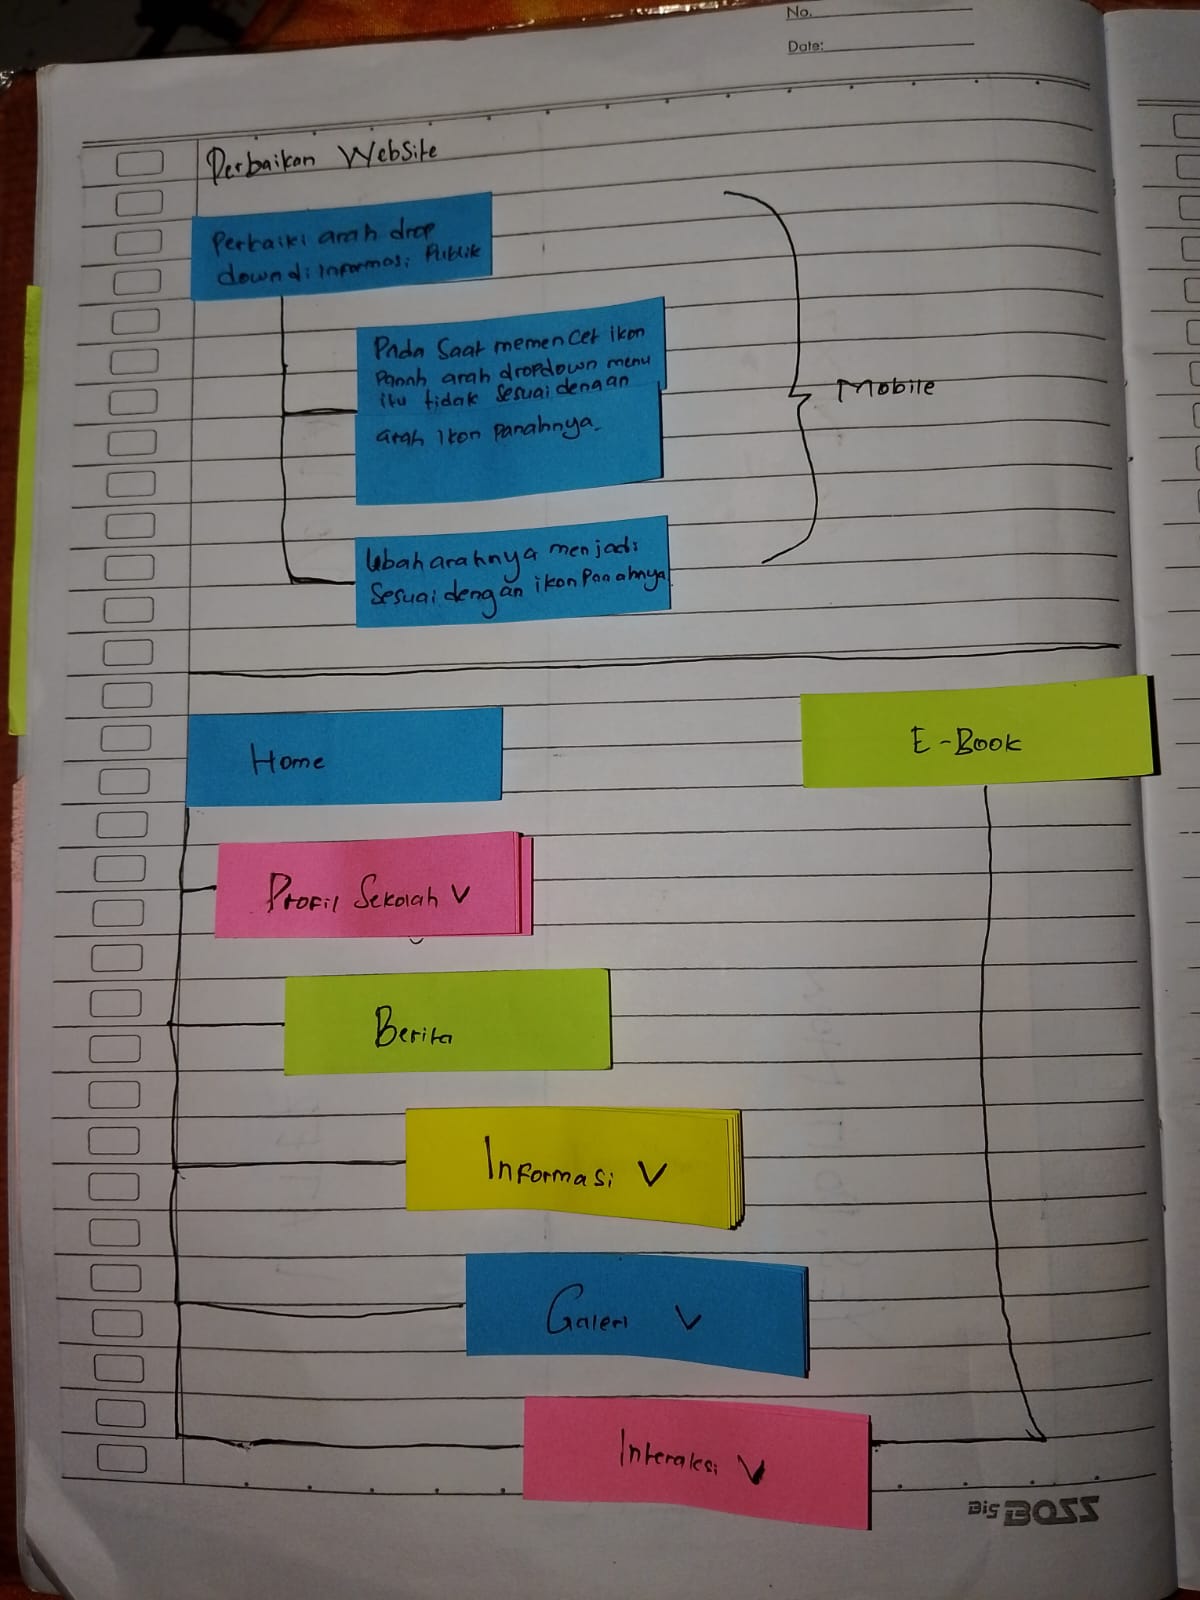 No.
Date:
Perbaikan Website
Perbaiki arah drop
down di Informasi Publik
Pada Saat memencet ikon
Panah arah dropdown menu
itu tidak Sesuai dengan
arah ikon panahnya.
Mobile
Ubah arahnya menjadi
Sesuai dengan ikon Panahnya
Home
E-Book
Profil Sekolah V
Berita
Informasi V
Galeri V
Interaksi V
Big BOSS